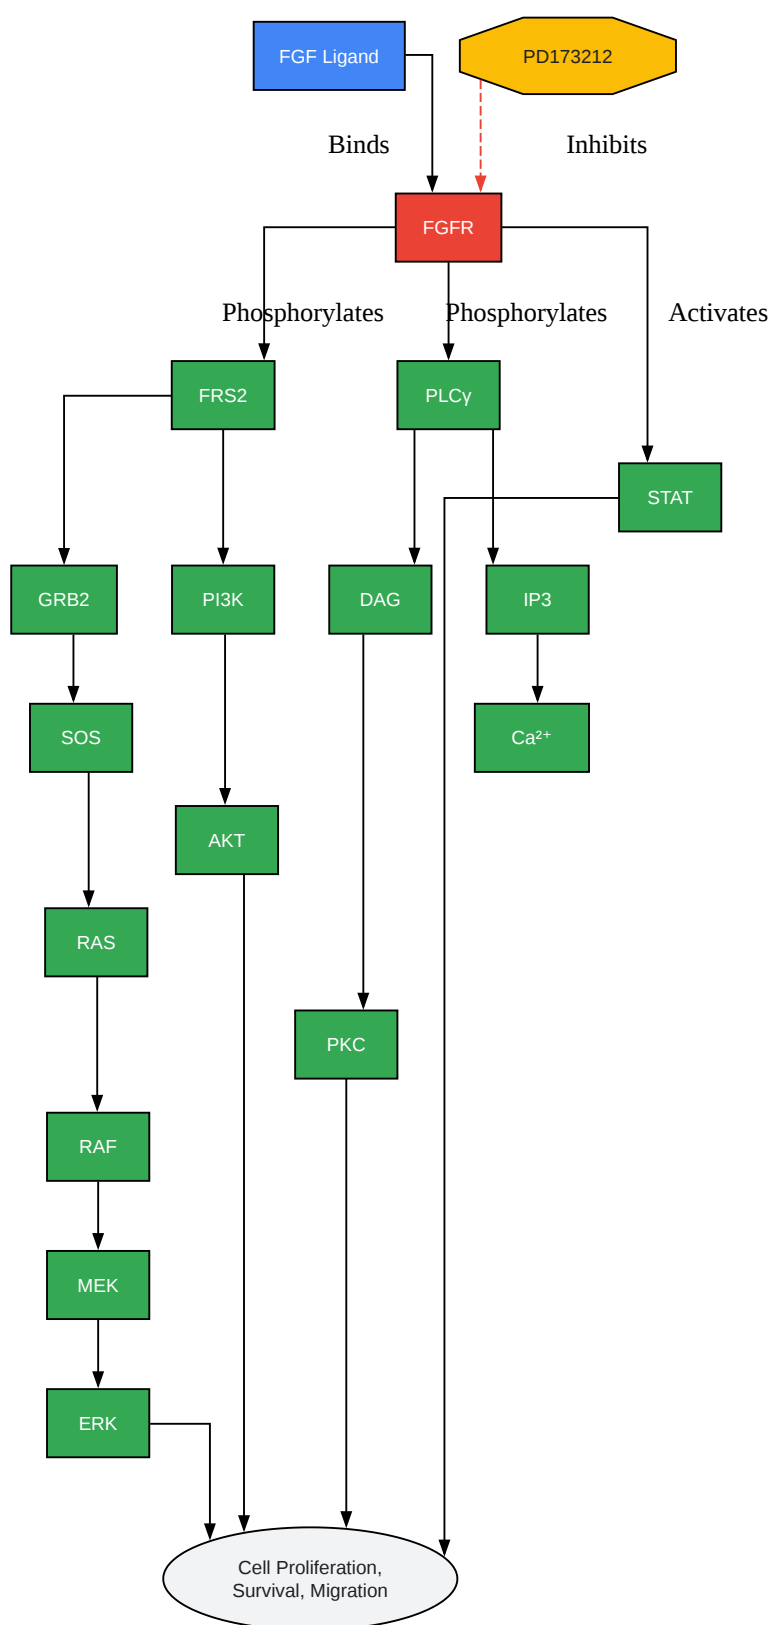 FGF Ligand
PD173212
Binds
Inhibits
FGFR
Phosphorylates
Phosphorylates
Activates
FRS2
PLCγ
STAT
GRB2
PI3K
DAG
IP3
SOS
Ca²⁺
AKT
RAS
PKC
RAF
MEK
ERK
Cell Proliferation,
Survival, Migration